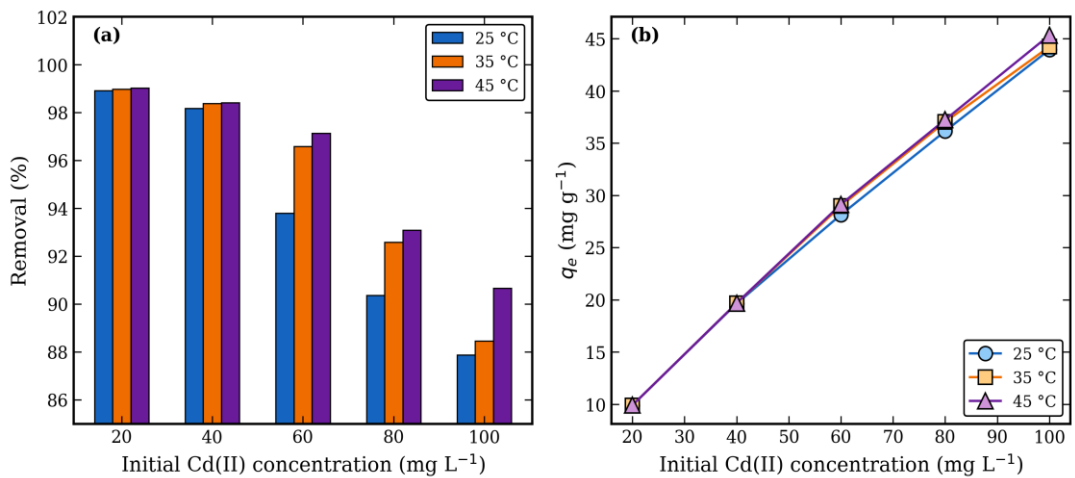 (a)
25 °C
35 °C
45 °C
Removal (%)
102
100
98
96
94
92
90
88
86
20 40 60 80 100
Initial Cd(II) concentration (mg L⁻¹)
(b)
25 °C
35 °C
45 °C
qₑ (mg g⁻¹)
45
40
35
30
25
20
15
10
20 30 40 50 60 70 80 90 100
Initial Cd(II) concentration (mg L⁻¹)